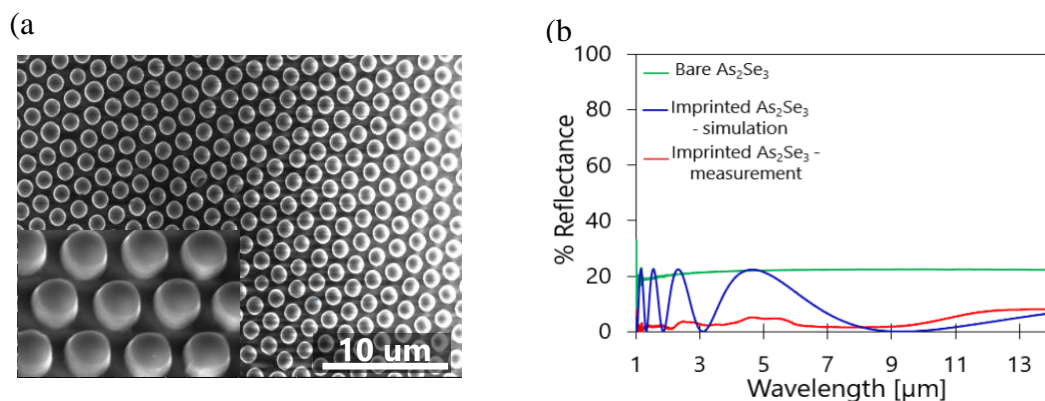 (a
(b)
10 um
100
80
60
40
20
0
% Reflectance
Bare As₂Se₃
Imprinted As₂Se₃
- simulation
Imprinted As₂Se₃ -
measurement
1 3 5 7 9 11 13
Wavelength [µm]